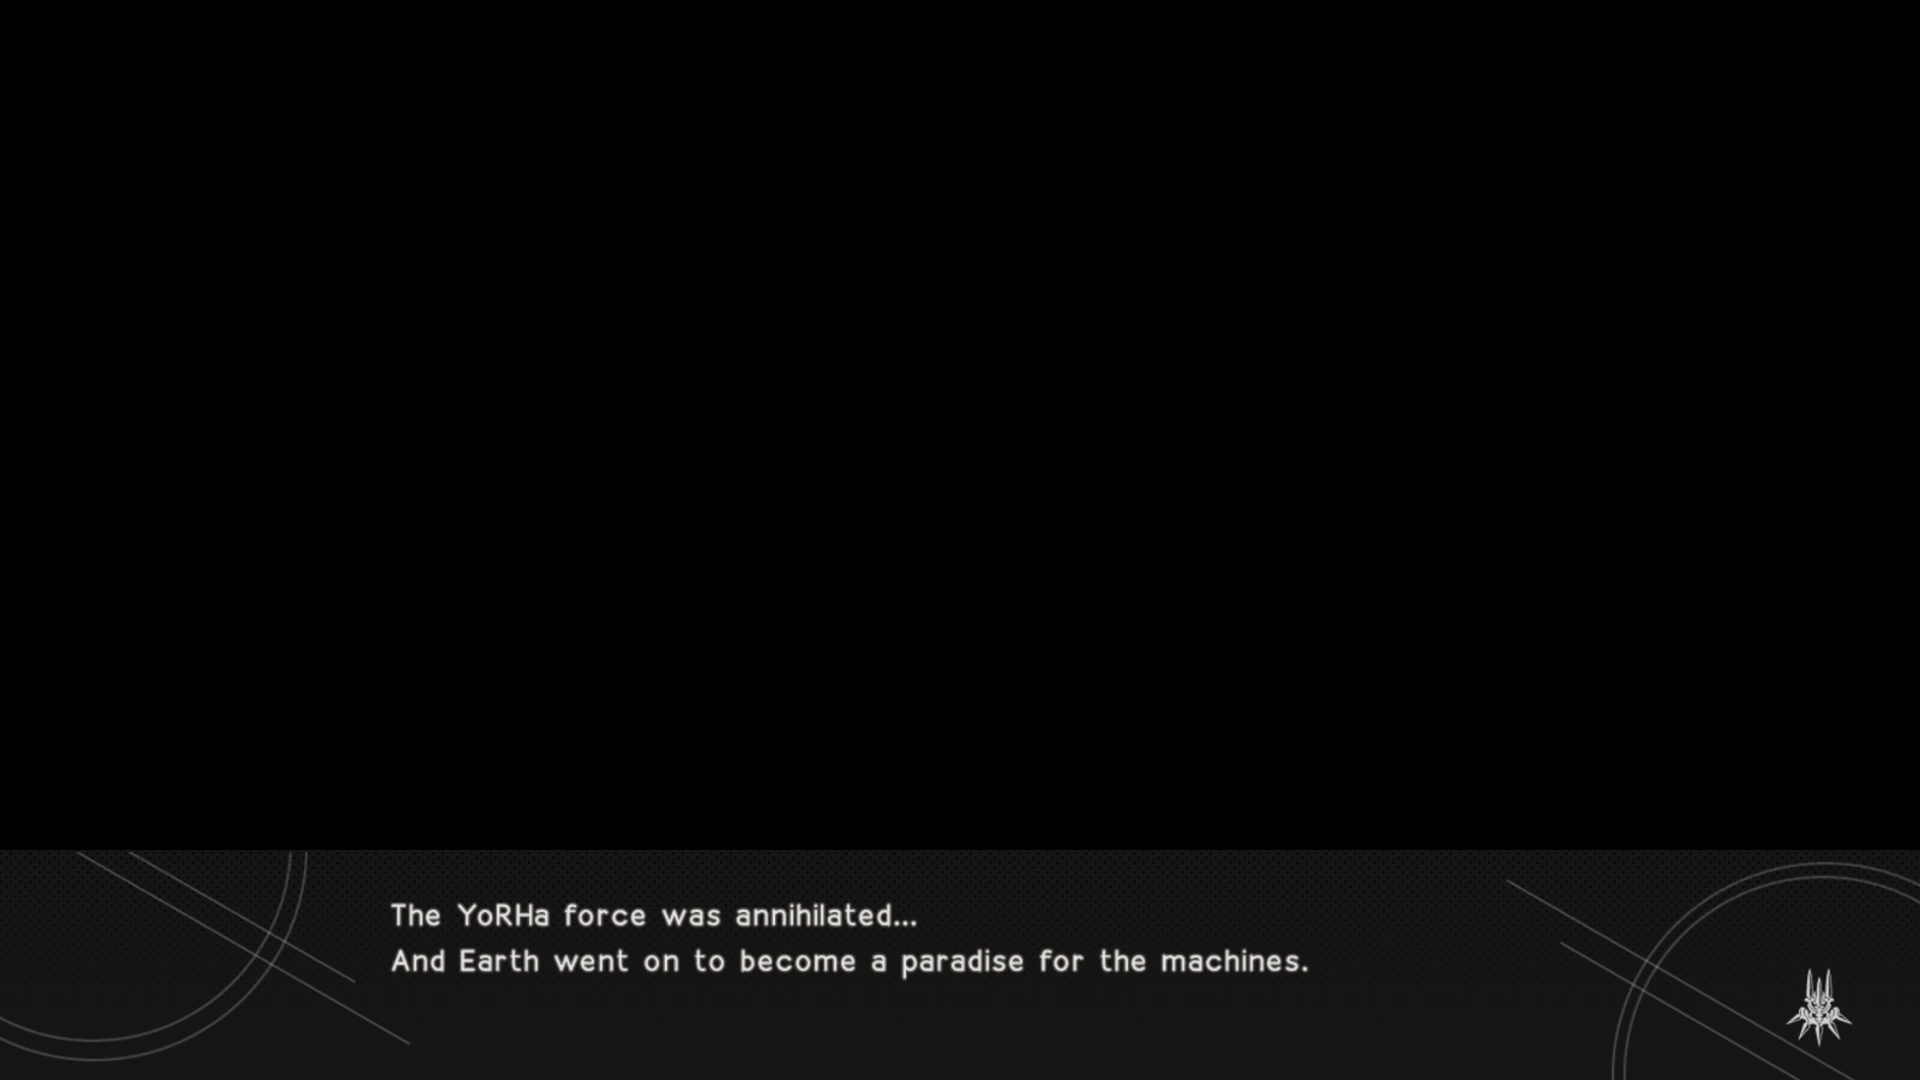 The YoRHa force was annihilated...
And Earth went on to become a paradise for the machines.